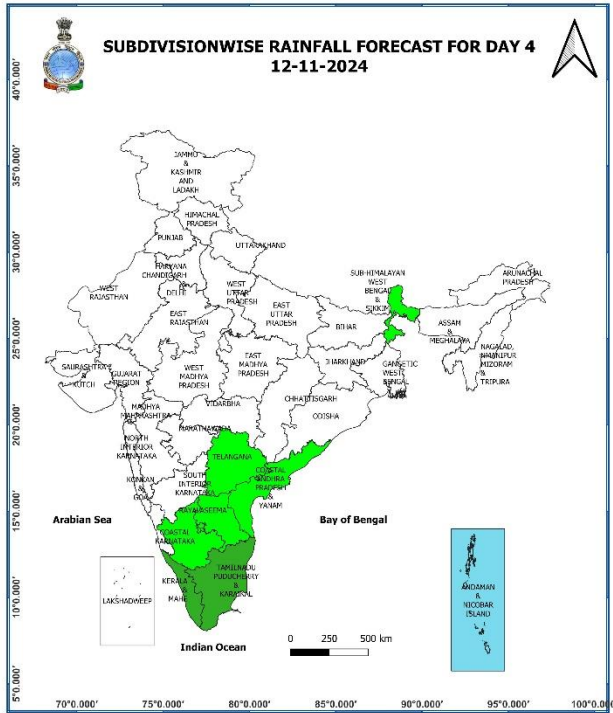 SUBDIVISIONWISE RAINFALL FORECAST FOR DAY 4
12-11-2024
40°0.000'
35°0.000'
30°0.000'
25°0.000'
20°0.000'
15°0.000'
10°0.000'
5°0.000'
JAMMO
&
KASHMIR
AND
LADAKH
HIMACHAL
PRADESH
PUNJAB
UTTARAKHAND
HARYANA
CHANDIGARH
&
DELHI
WEST
RAJASTHAN
WEST
UTTAR
PRADESH
EAST
UTTAR
PRADESH
EAST
RAJASTHAN
SUB-HIMALAYAN
WEST
BENGAL
&
SIKKIM
ARUNACHAL
PRADESH
ASSAM
&
MEGHALAYA
NAGALAD,
MANIPUR
MIZORAM
&
TRIPURA
BIHAR
JHARKHAND
GANGETIC
WEST
BENGAL
SAURASHTRA
&
KUTCH
GUJARAT
REGION
WEST
MADHYA
PRADESH
EAST
MADHYA
PRADESH
CHHATTISGARH
ODISHA
VIDARBHA
MADHYA
MAHARASHTRA
MARATHAWADA
NORTH
INTERIOR
KARNATAKA
KONKAN
&
GOA
TELANGANA
SOUTH
INTERIOR
KARNATAKA
COASTAL
ANDHRA
PRADESH
&
YANAM
RAYALSEEMA
COASTAL
KARNATAKA
Arabian Sea
Bay of Bengal
TAMILNADU
PUDUCHERRY
&
KARAIKAL
KERALA
&
MAHE
LAKSHADWEEP
ANDAMAN
&
NICOBAR
ISLAND
Indian Ocean
0 250 500 km
70°0.000' 75°0.000' 80°0.000' 85°0.000' 90°0.000' 95°0.000' 100°0.000'